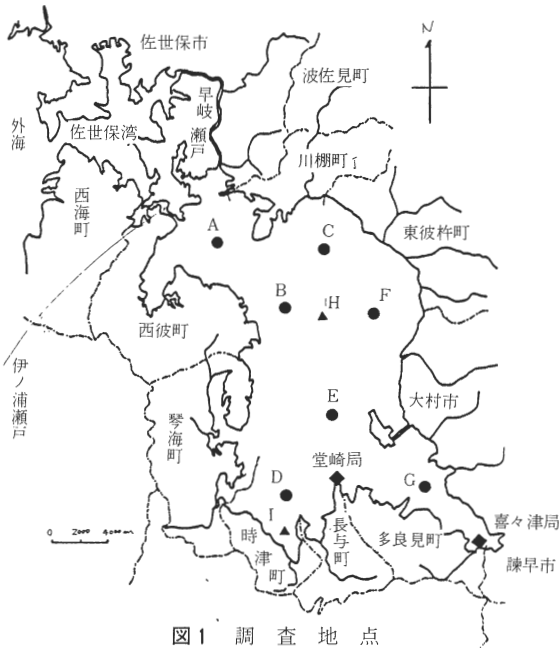 N
佐世保市
波佐見町
早岐瀬戸
外海
佐世保湾
川棚町
西海町
東彼杵町
A
C
B
H
F
西彼町
伊ノ浦瀬戸
E
大村市
琴海町
堂崎局
D
G
I
喜々津局
時津町
長与町
多良見町
諫早市
0 2000 4000m
図1 調査地点